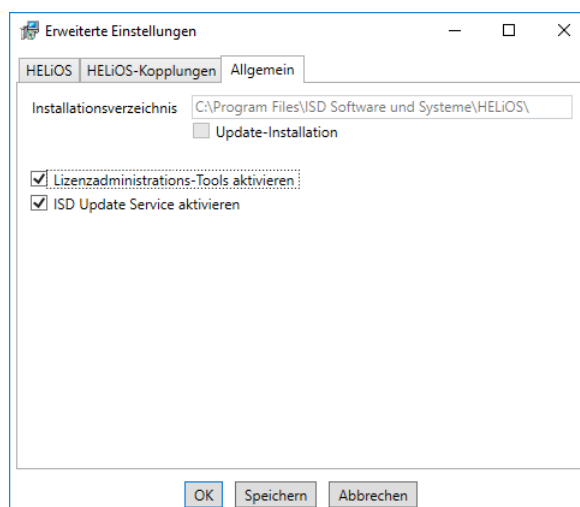 Erweiterte Einstellungen
HELiOS HELiOS-Kopplungen Allgemein
Installationsverzeichnis C:\Program Files\ISD Software und Systeme\HELiOS\
Update-Installation
Lizenzadministrations-Tools aktivieren
ISD Update Service aktivieren
OK Speichern Abbrechen